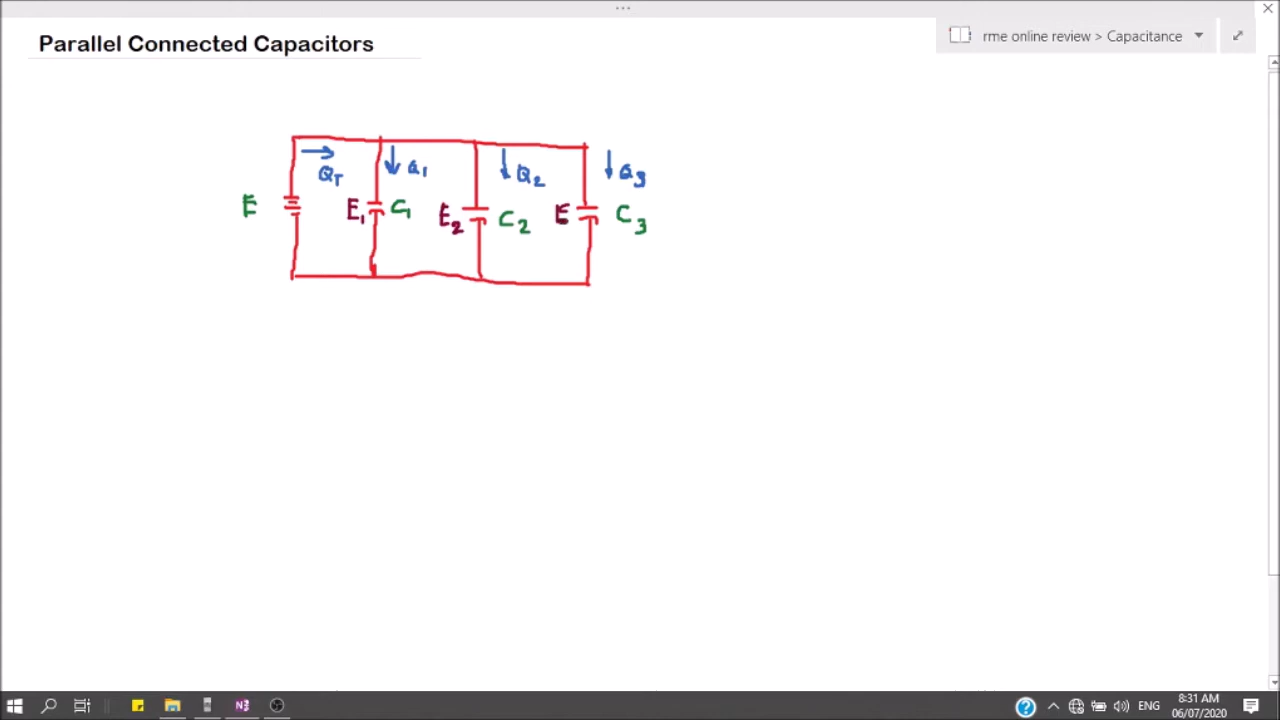 Parallel Connected Capacitors
rme online review > Capacitance
QT
Q1
Q2
Q3
E
E1
C1
E2
C2
E
C3
8:31 AM
ENG
06/07/2020